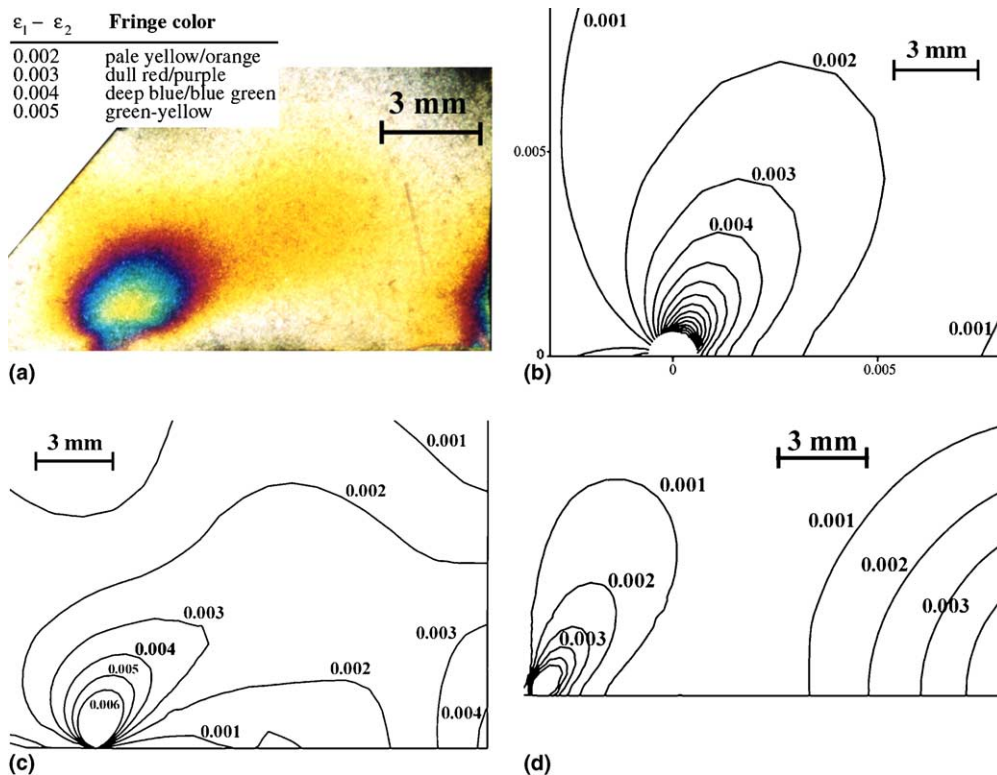 ε1 − ε2 Fringe color
0.002 pale yellow/orange
0.003 dull red/purple
0.004 deep blue/blue green
0.005 green-yellow
3 mm
(a)
0.001
3 mm
0.002
0.005
0.003
0.004
0.001
0
0 0.005
(b)
3 mm
0.001
0.002
0.003
0.003
0.004
0.005
0.002
0.006
0.004
0.001
(c)
3 mm
0.001
0.001
0.002
0.002
0.003
0.003
(d)